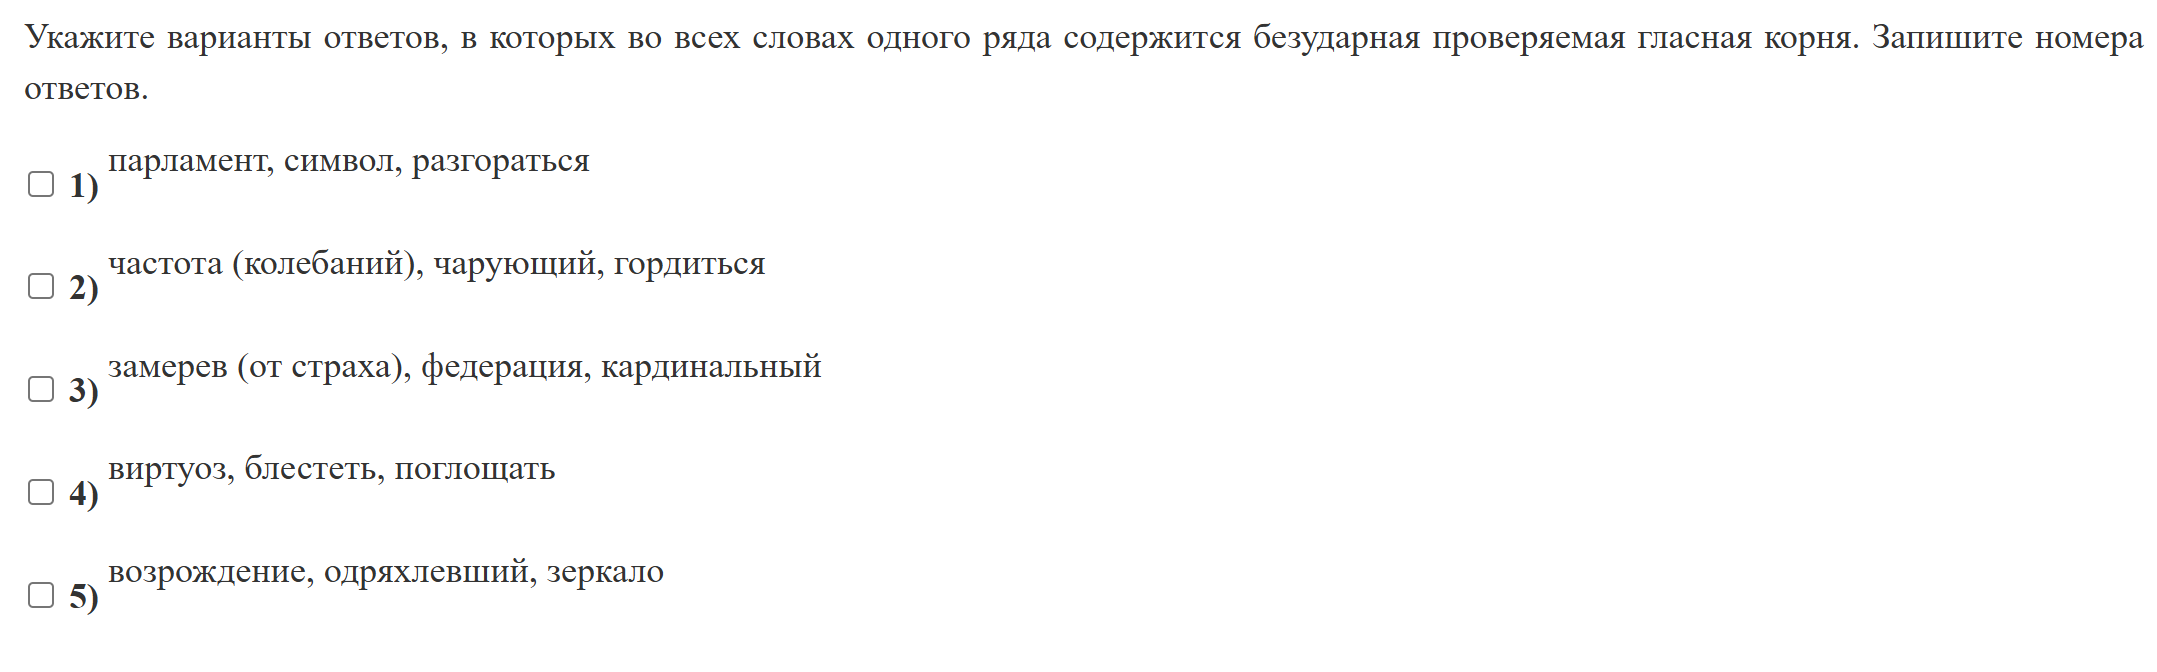 Укажите варианты ответов, в которых во всех словах одного ряда содержится безударная проверяемая гласная корня. Запишите номера
ответов.
1) парламент, символ, разгораться
2) частота (колебаний), чарующий, гордиться
3) замерев (от страха), федерация, кардинальный
4) виртуоз, блестеть, поглощать
5) возрождение, одряхлевший, зеркало